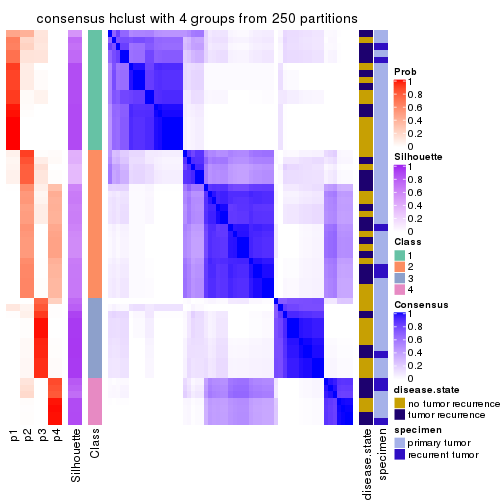 consensus hclust with 4 groups from 250 partitions
Prob
1
0.8
0.6
0.4
0.2
0
Silhouette
1
0.8
0.6
0.4
0.2
0
Class
1
2
3
4
Consensus
1
0.8
0.6
0.4
0.2
0
disease.state
no tumor recurrence
tumor recurrence
specimen
primary tumor
recurrent tumor
p1
p2
p3
p4
Silhouette
Class
disease.state
specimen